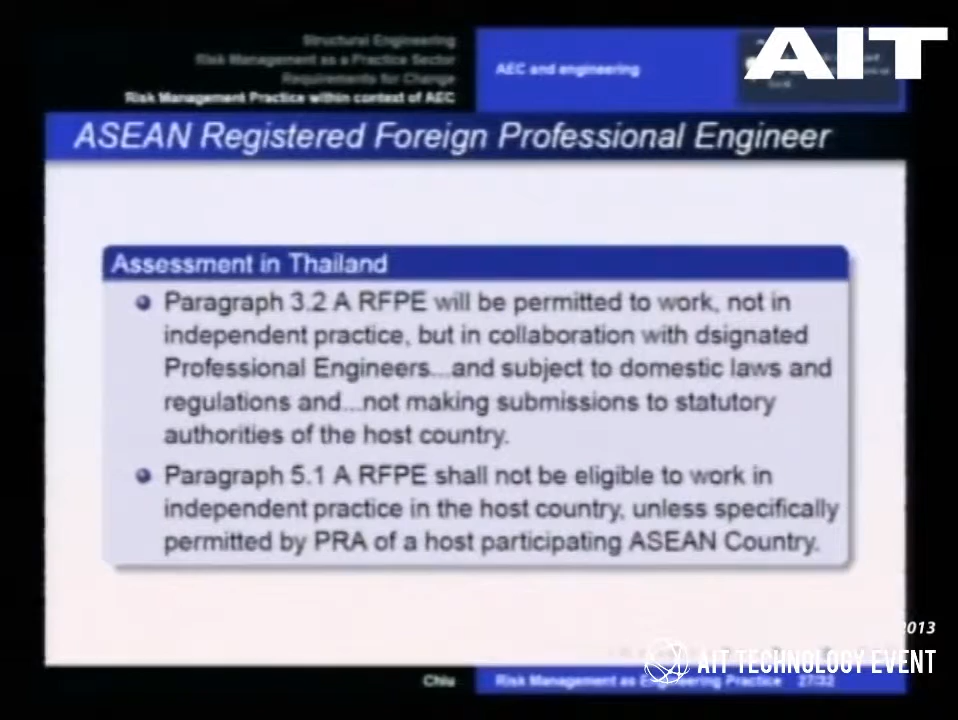 Structural Engineering
Risk Management as a Practice Sector
Requirements for Change
Risk Management Practice within context of AEC
AEC and engineering
AIT
ASEAN Registered Foreign Professional Engineer
Assessment in Thailand
Paragraph 3.2 A RFPE will be permitted to work, not in
independent practice, but in collaboration with dsignated
Professional Engineers...and subject to domestic laws and
regulations and...not making submissions to statutory
authorities of the host country.
Paragraph 5.1 A RFPE shall not be eligible to work in
independent practice in the host country, unless specifically
permitted by PRA of a host participating ASEAN Country.
2013
AIT TECHNOLOGY EVENT
Chiu
Risk Management as Engineering Practice 27/32